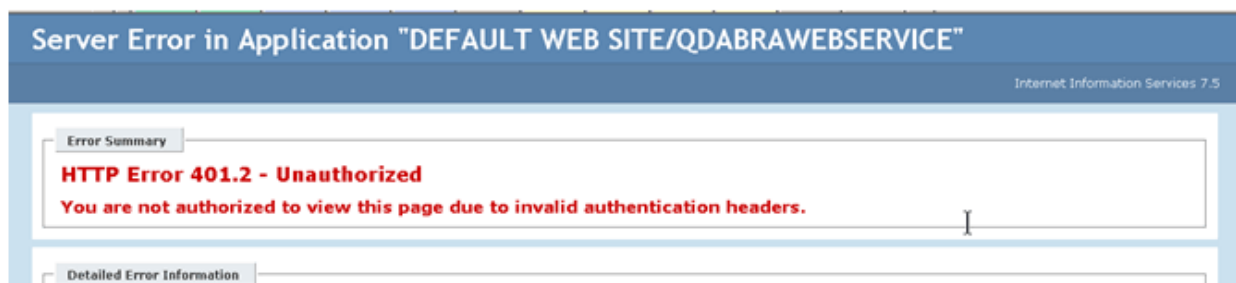 Server Error in Application "DEFAULT WEB SITE/QDABRAWEBSERVICE"
Internet Information Services 7.5
Error Summary
HTTP Error 401.2 - Unauthorized
You are not authorized to view this page due to invalid authentication headers.
Detailed Error Information